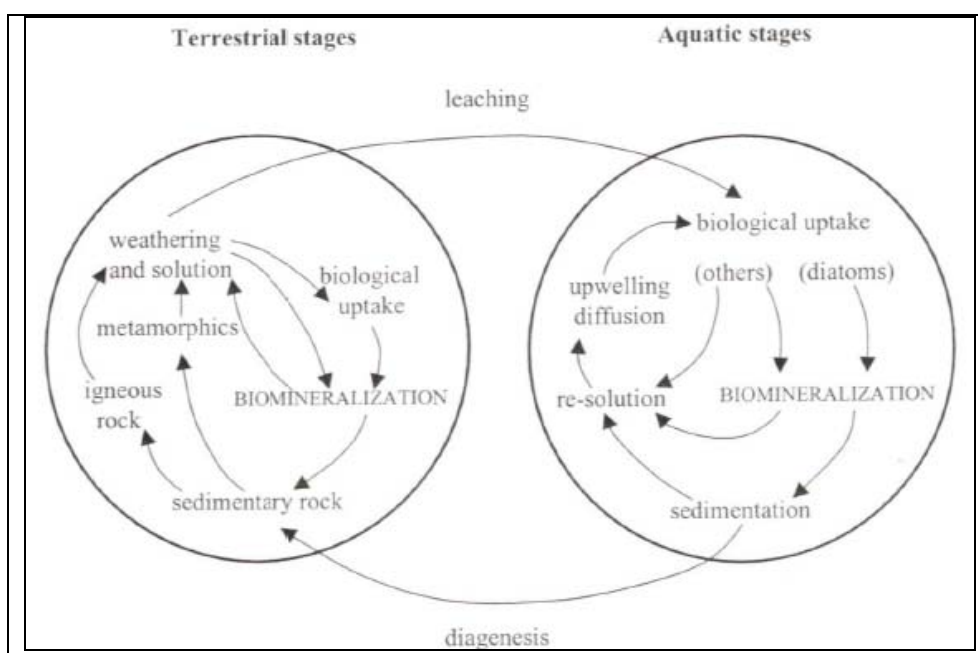 Terrestrial stages
Aquatic stages
leaching
weathering
and solution
biological
uptake
metamorphics
igneous
rock
BIOMINERALIZATION
sedimentary rock
biological uptake
(others)
(diatoms)
upwelling
diffusion
re-solution
BIOMINERALIZATION
sedimentation
diagenesis